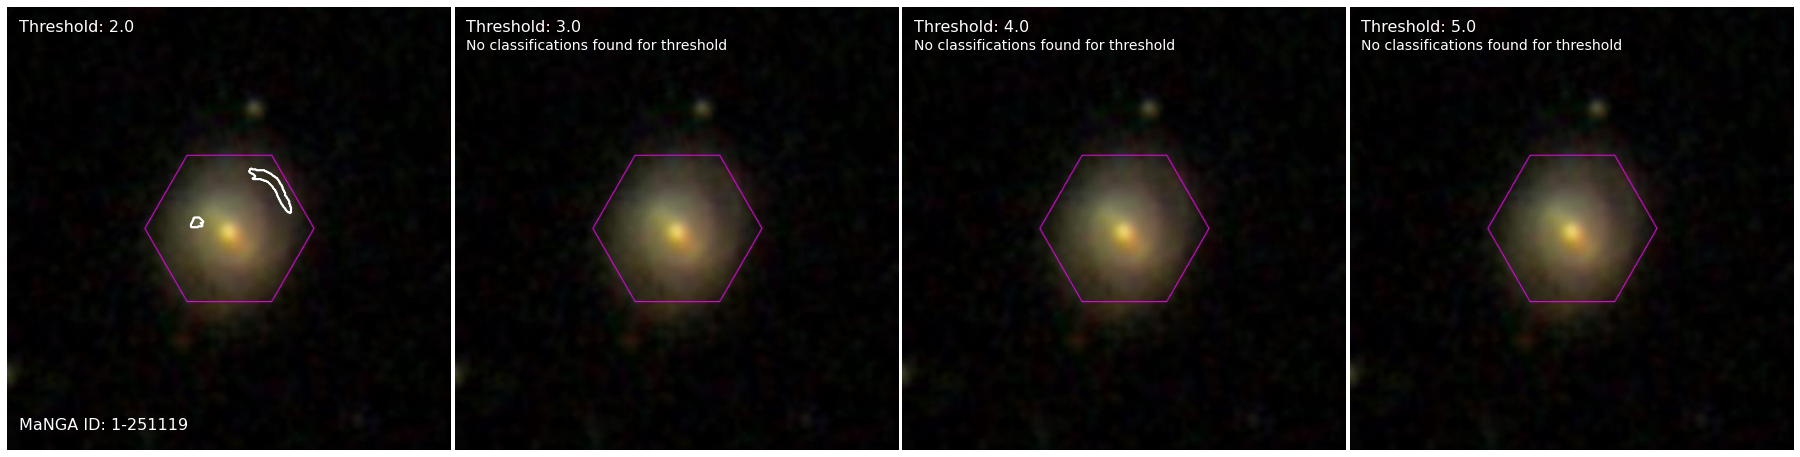 Threshold: 2.0
MaNGA ID: 1-251119
Threshold: 3.0
No classifications found for threshold
Threshold: 4.0
No classifications found for threshold
Threshold: 5.0
No classifications found for threshold